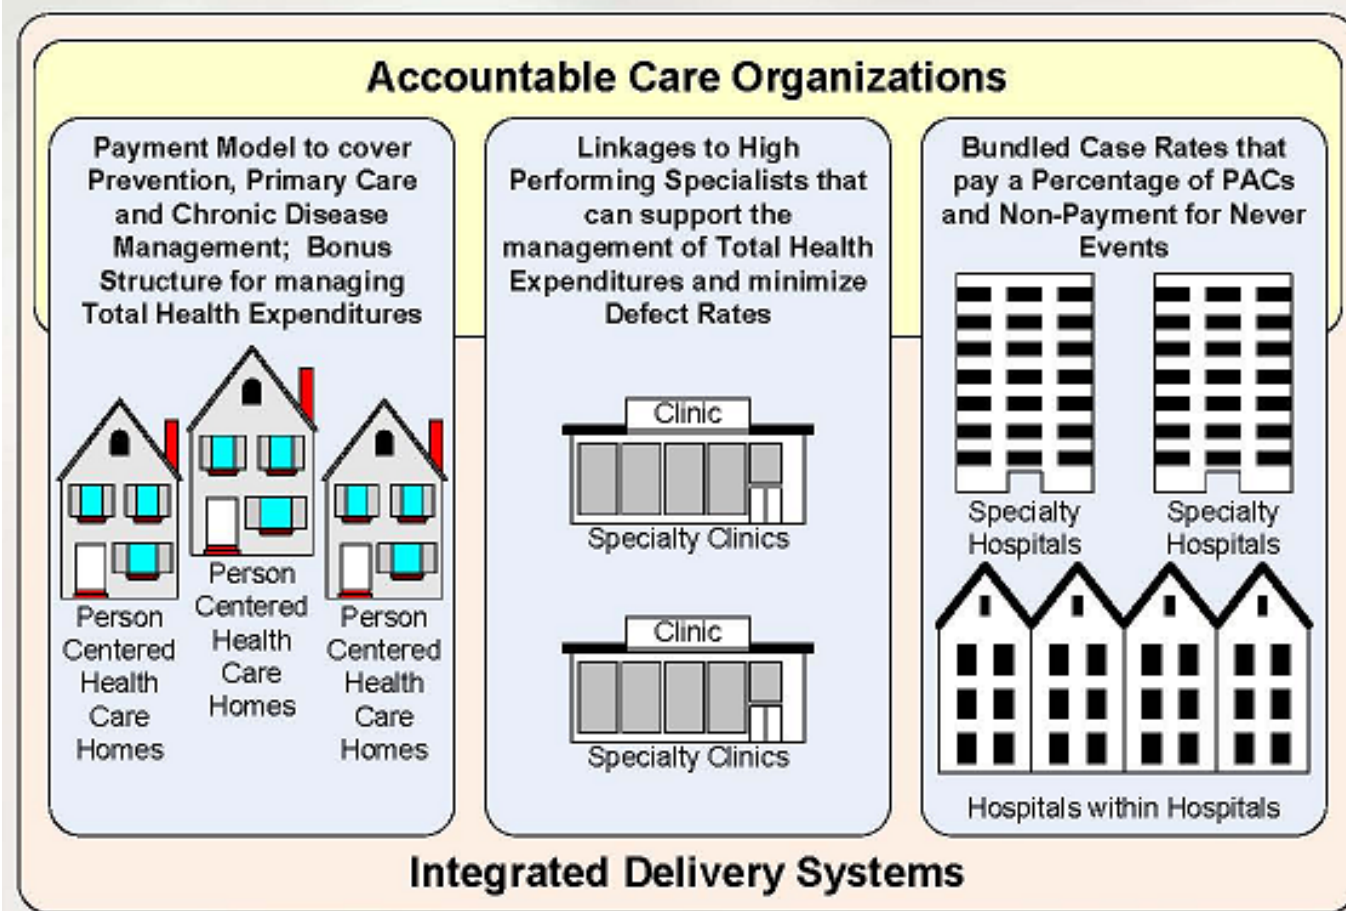 Accountable Care Organizations
Payment Model to cover
Prevention, Primary Care
and Chronic Disease
Management; Bonus
Structure for managing
Total Health Expenditures
Person
Centered
Health
Care
Homes
Person
Centered
Health
Care
Homes
Person
Centered
Health
Care
Homes
Linkages to High
Performing Specialists that
can support the
management of Total Health
Expenditures and minimize
Defect Rates
Clinic
Specialty Clinics
Clinic
Specialty Clinics
Bundled Case Rates that
pay a Percentage of PACs
and Non-Payment for Never
Events
Specialty
Hospitals
Specialty
Hospitals
Hospitals within Hospitals
Integrated Delivery Systems